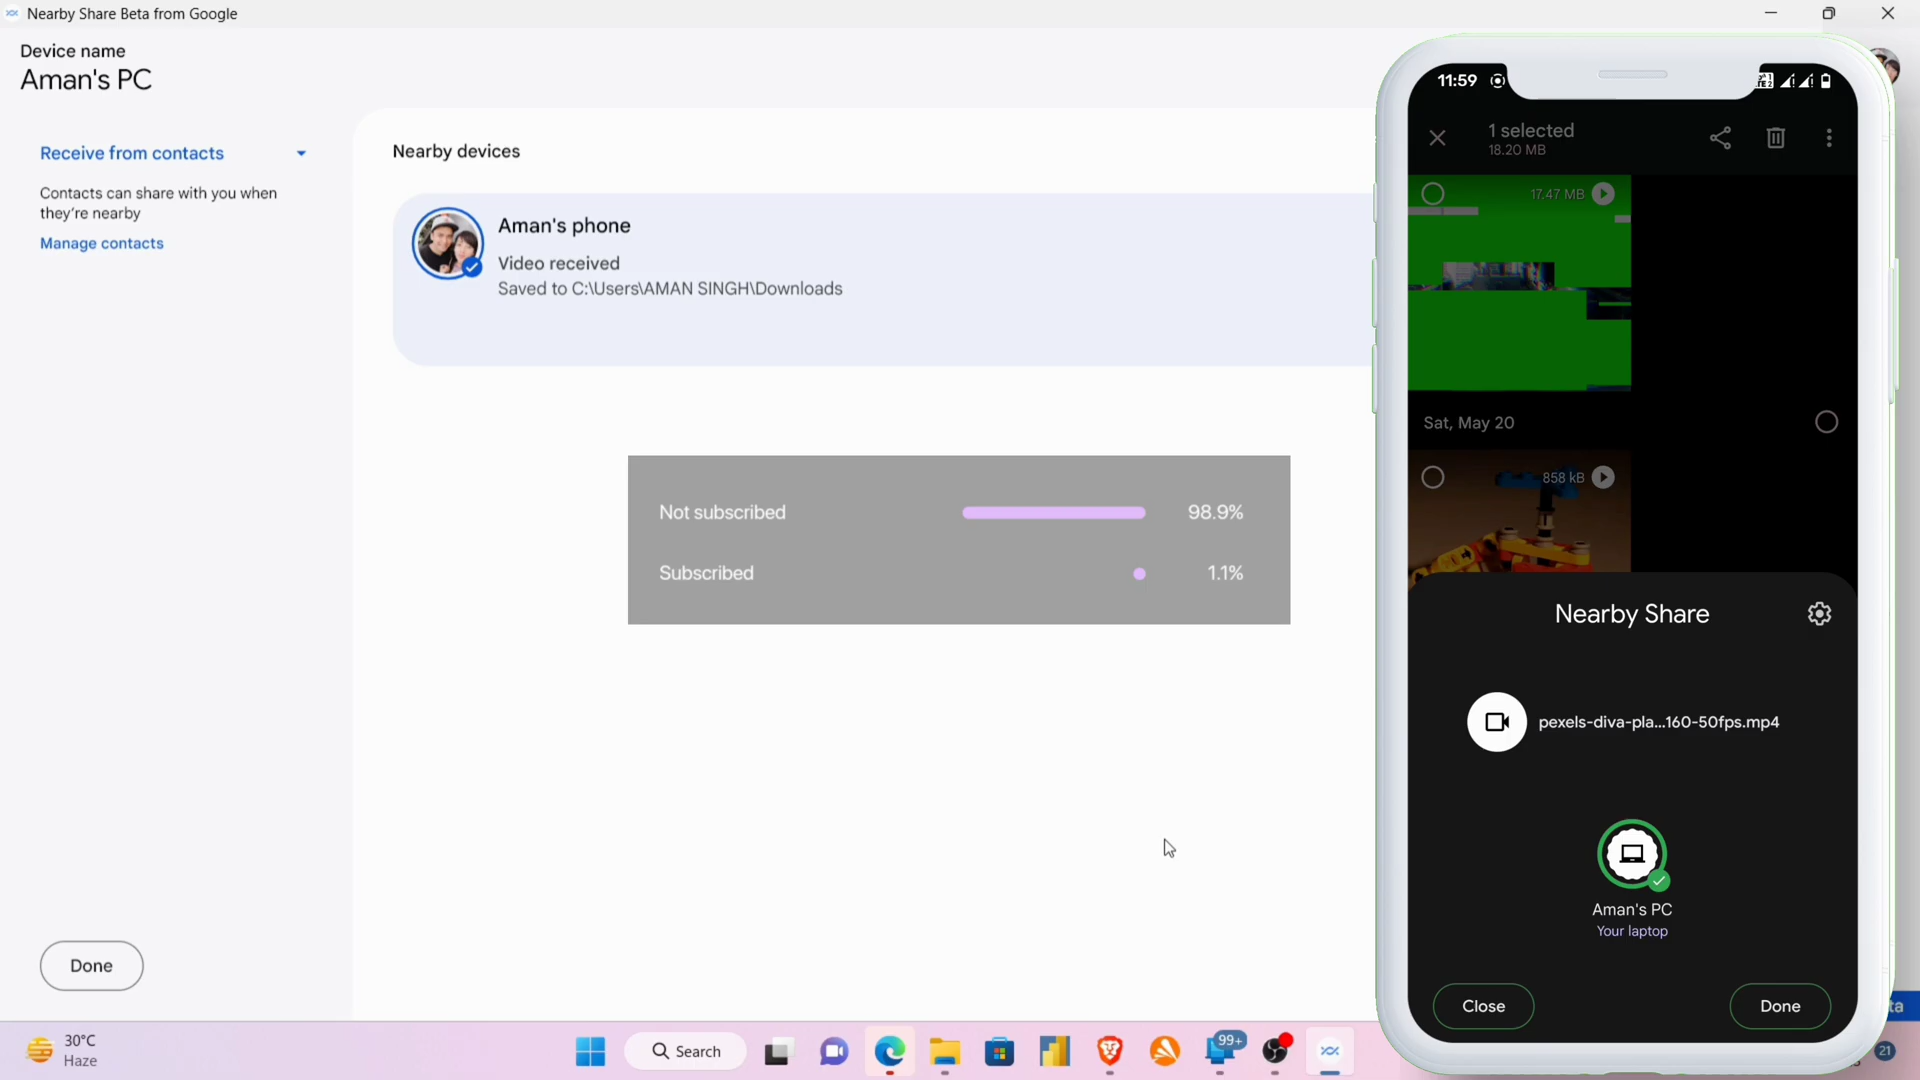 Nearby Share Beta from Google
Device name
Aman's PC
Receive from contacts
Contacts can share with you when
they're nearby
Manage contacts
Done
Nearby devices
Aman's phone
Video received
Saved to C:\Users\AMAN SINGH\Downloads
Not subscribed 98.9%
Subscribed 1.1%
11:59
1 selected
18.20 MB
17.47 MB
Sat, May 20
858 kB
Nearby Share
pexels-diva-pla...160-50fps.mp4
Aman's PC
Your laptop
Close Done
ta
30°C
Haze
Search
99+
21